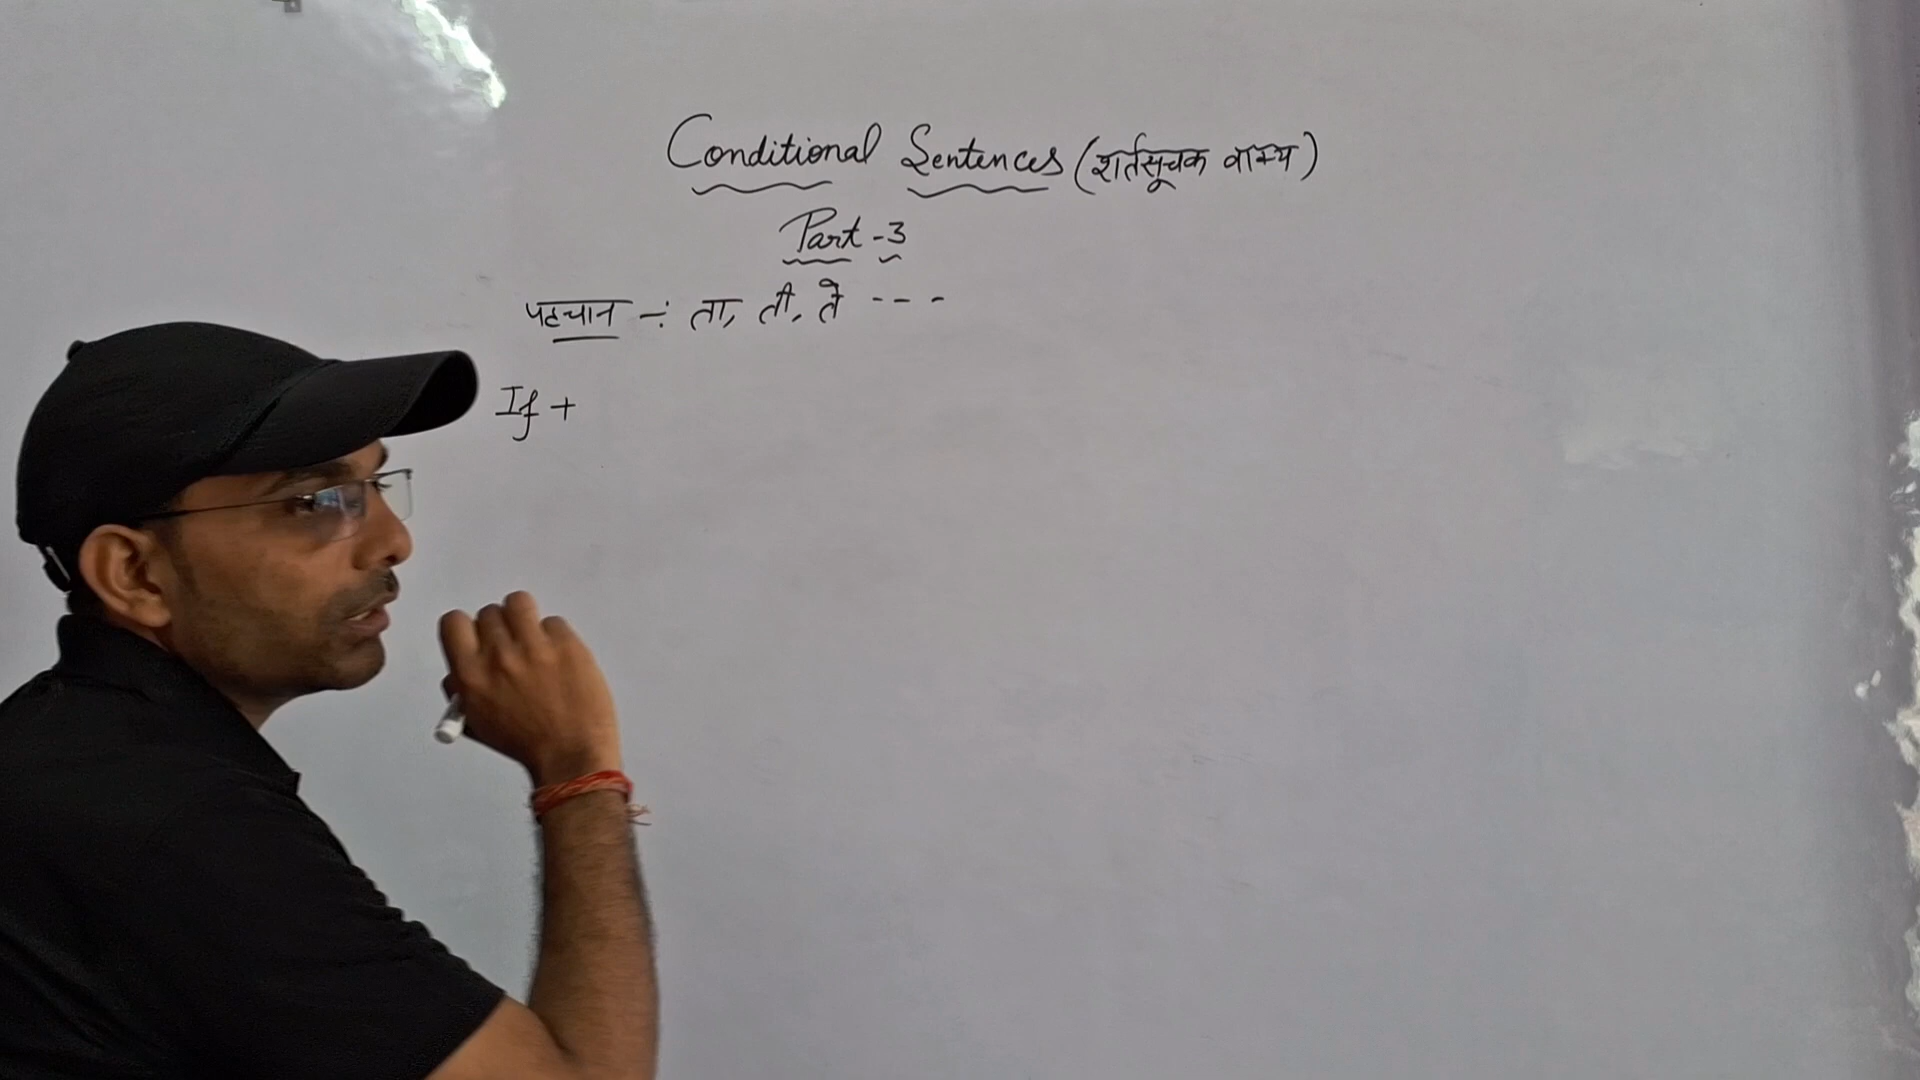 Conditional Sentences (शर्तसूचक वाक्य)
Part-3
पहचान -: ता, ती, ते ---
If +